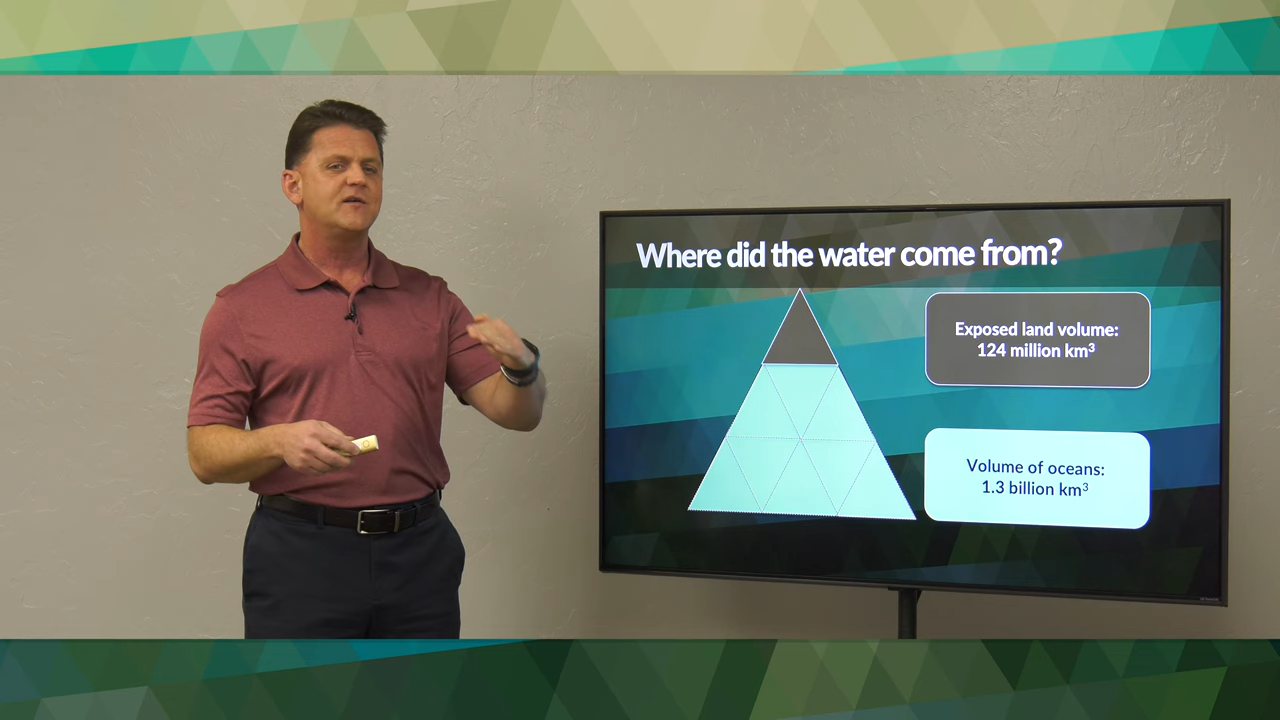 Where did the water come from?
Exposed land volume:
124 million km³
Volume of oceans:
1.3 billion km³